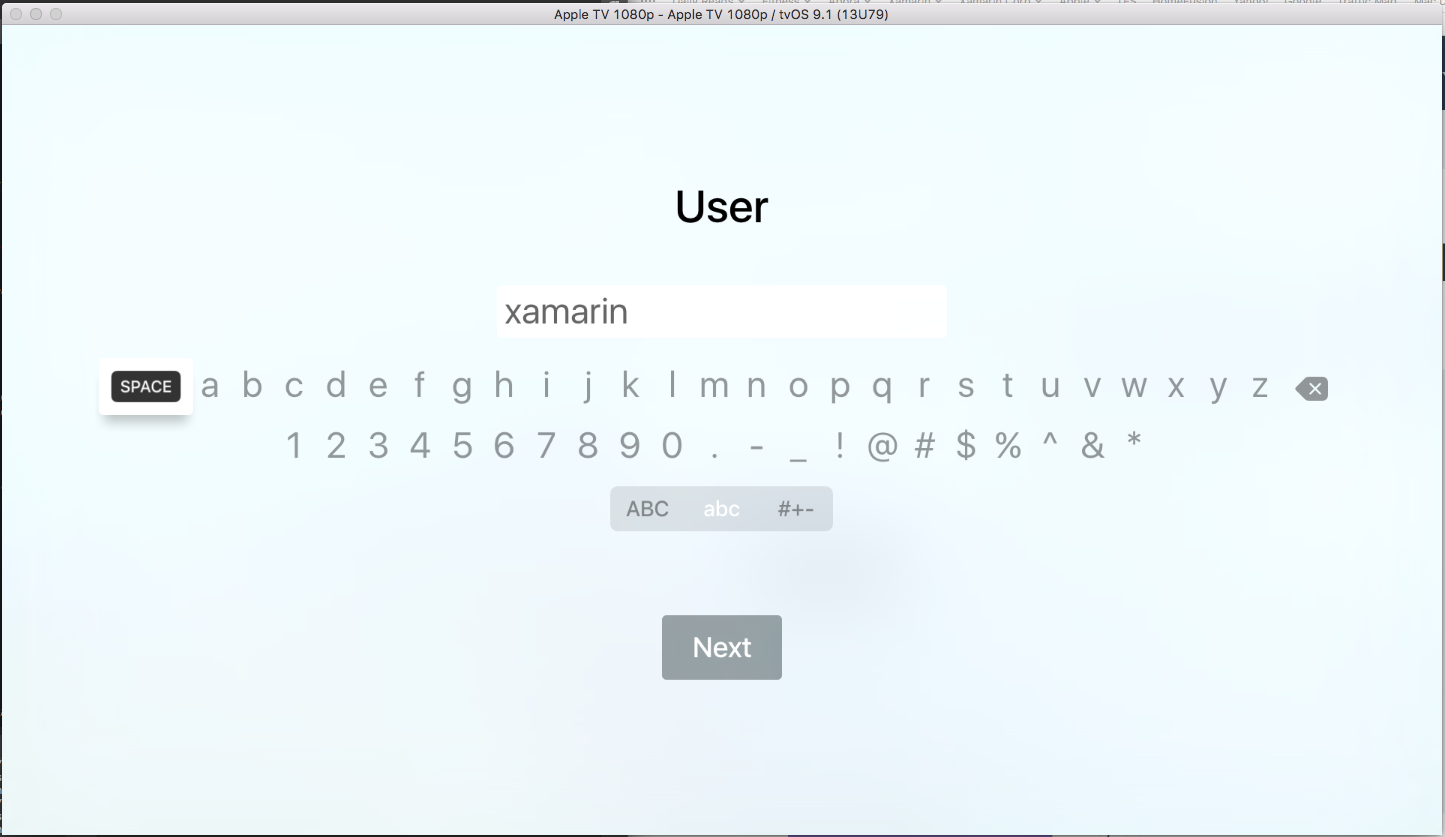 Apple TV 1080p - Apple TV 1080p / tvOS 9.1 (13U79)
User
xamarin
SPACE a b c d e f g h i j k l m n o p q r s t u v w x y z
1 2 3 4 5 6 7 8 9 0 . - _ ! @ # $ % ^ & *
ABC abc #+-
Next